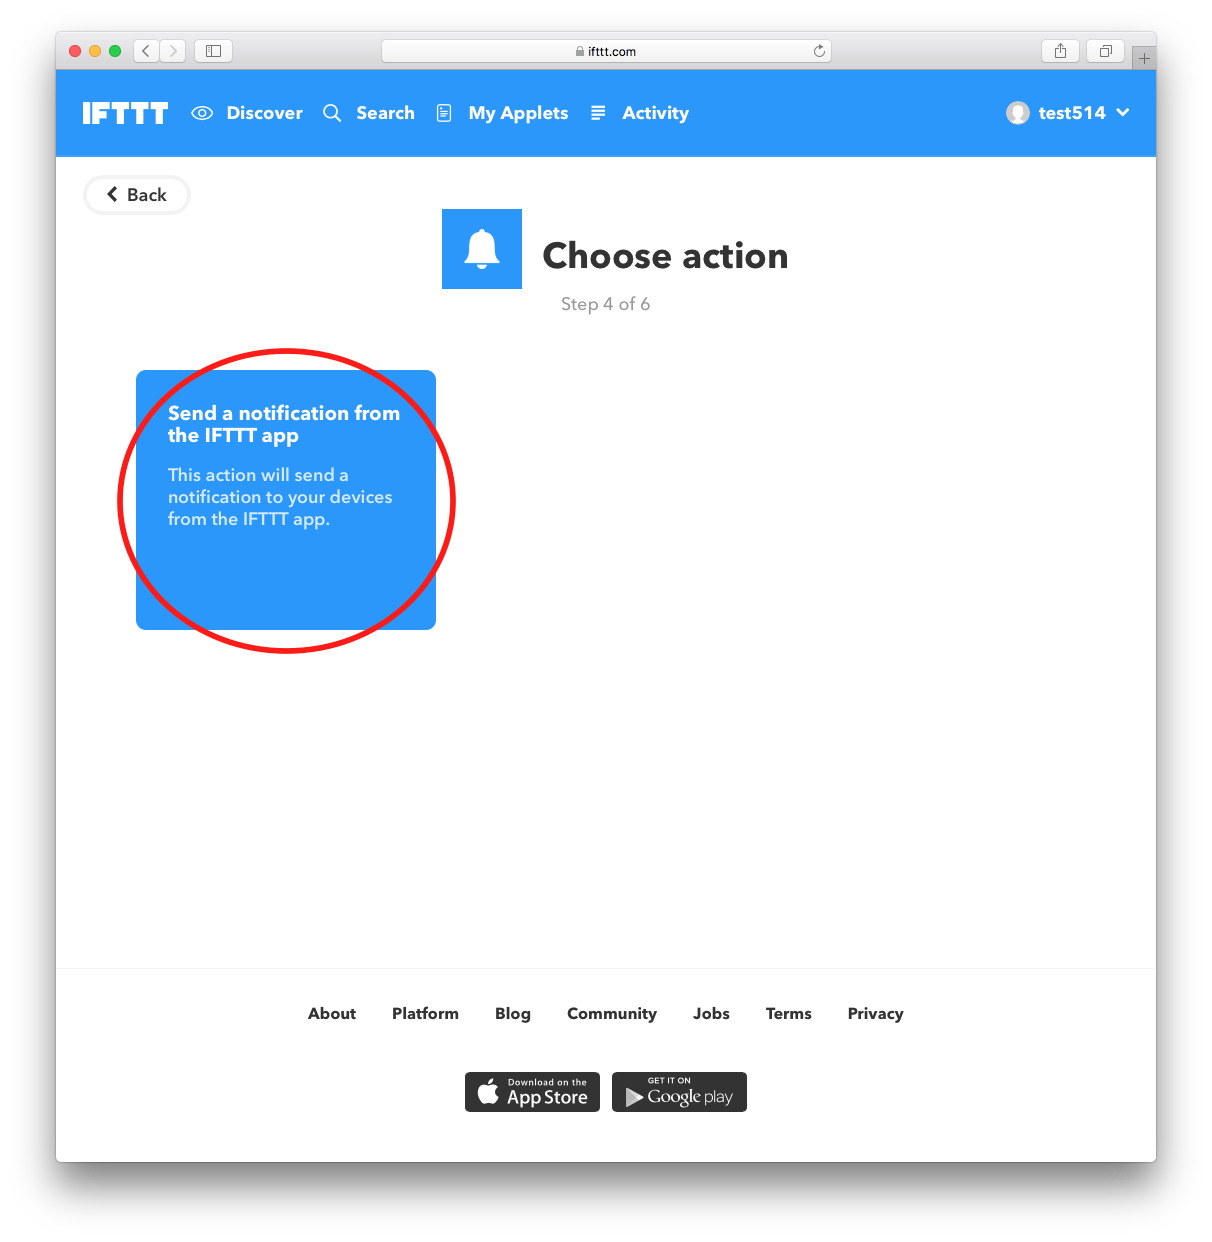 ifttt.com
IFTTT Discover Search My Applets Activity test514
Back
Choose action
Step 4 of 6
Send a notification from
the IFTTT app
This action will send a
notification to your devices
from the IFTTT app.
About Platform Blog Community Jobs Terms Privacy
Download on the
App Store
GET IT ON
Google play